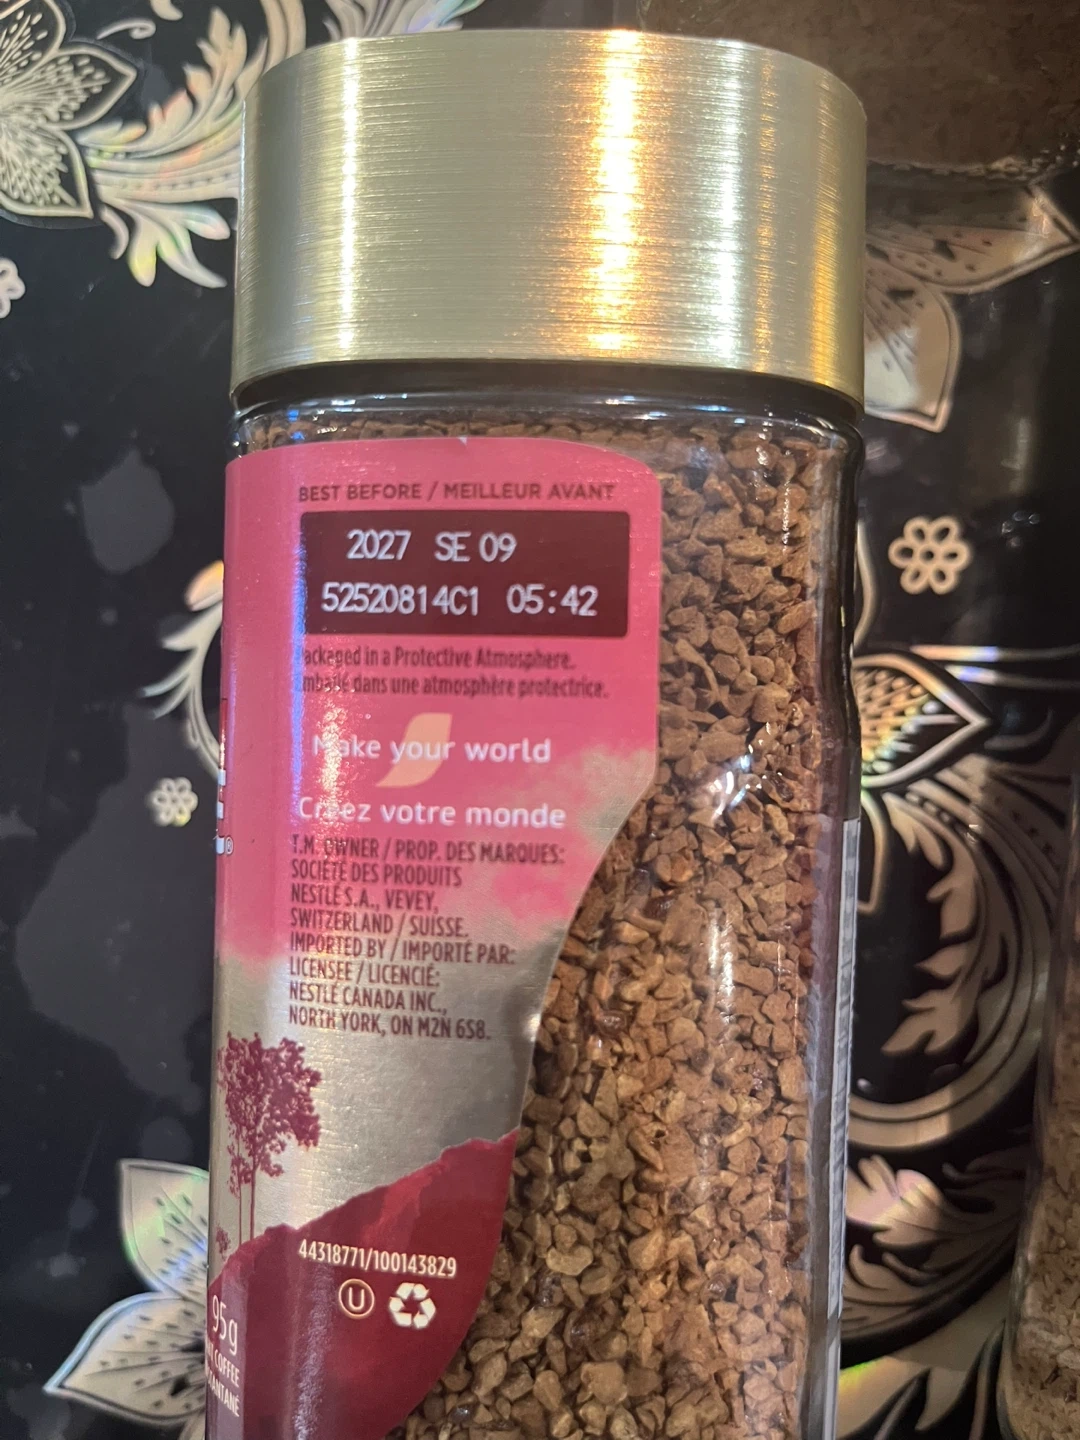 BEST BEFORE / MEILLEUR AVANT
2027 SE 09
52520814C1 05:42
Packaged in a Protective Atmosphere.
Emballé dans une atmosphère protectrice.
Make your world
Créez votre monde
T.M. OWNER / PROP. DES MARQUES:
SOCIÉTÉ DES PRODUITS
NESTLÉ S.A., VEVEY,
SWITZERLAND / SUISSE.
IMPORTED BY / IMPORTÉ PAR:
LICENSEE / LICENCIÉ:
NESTLÉ CANADA INC.,
NORTH YORK, ON M2N 6S8.
44318771/100143829
U
95g
COFFEE